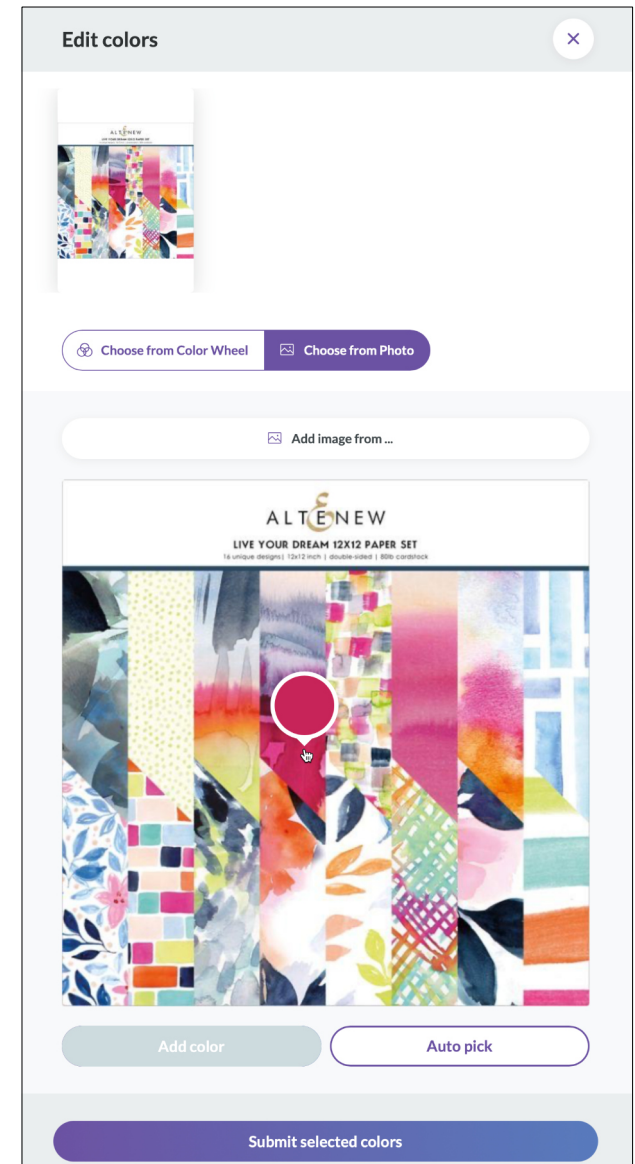 Edit colors
ALTENEW
Choose from Color Wheel
Choose from Photo
Add image from ...
ALTENEW
LIVE YOUR DREAM 12X12 PAPER SET
16 unique designs| 12x12 inch | double-sided | 80lb cardstock
Add color
Auto pick
Submit selected colors